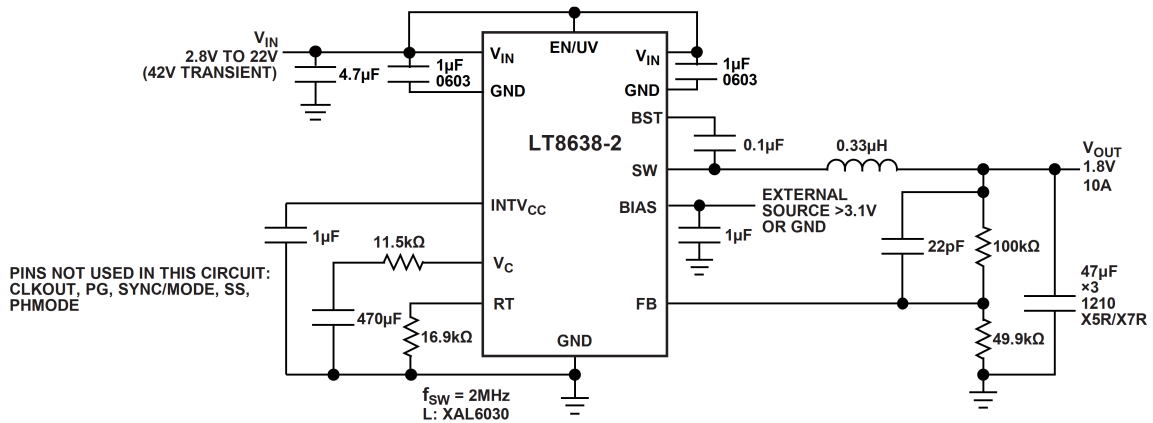 V_IN
2.8V TO 22V
(42V TRANSIENT)
4.7µF
1µF
0603
V_IN
GND
EN/UV
V_IN
GND
1µF
0603
BST
LT8638-2
0.1µF
0.33µH
V_OUT
1.8V
10A
SW
BIAS
EXTERNAL
SOURCE >3.1V
OR GND
1µF
INTV_CC
1µF
11.5kΩ
V_C
22pF
100kΩ
PINS NOT USED IN THIS CIRCUIT:
CLKOUT, PG, SYNC/MODE, SS,
PHMODE
47µF
×3
1210
X5R/X7R
RT
FB
470µF
16.9kΩ
GND
49.9kΩ
f_SW = 2MHz
L: XAL6030